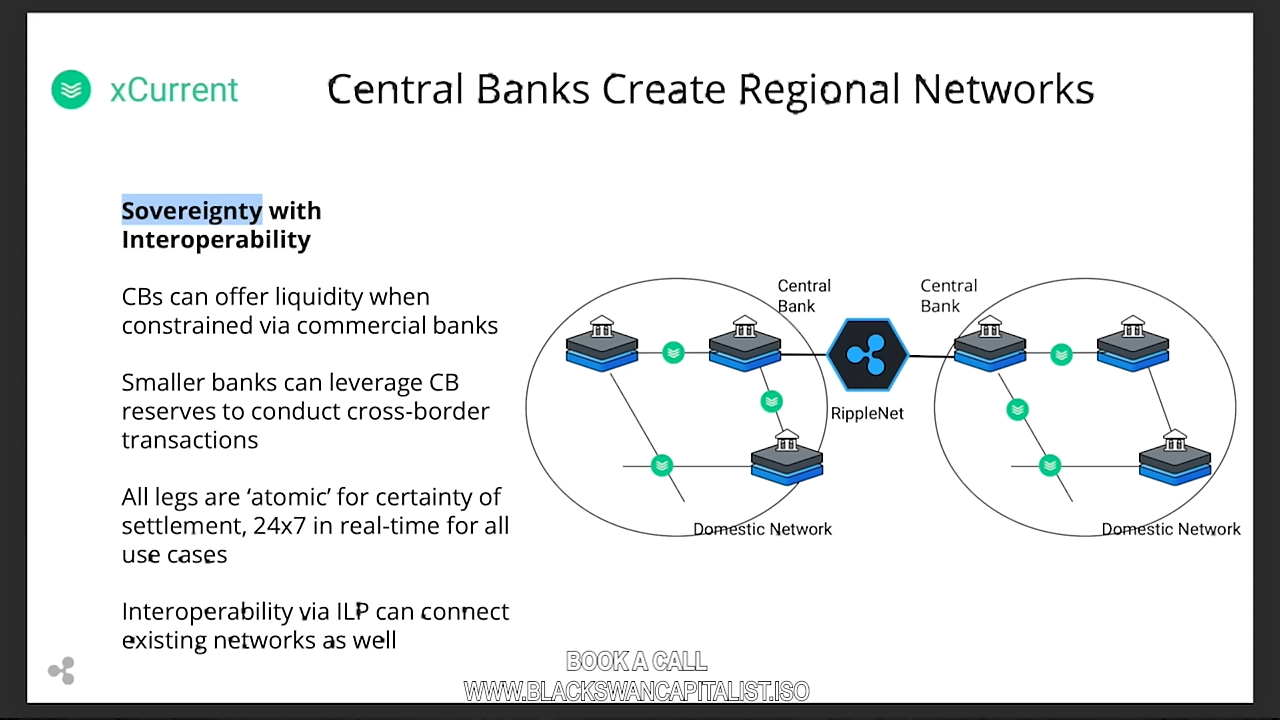 xCurrent
Central Banks Create Regional Networks
Sovereignty with
Interoperability
CBs can offer liquidity when
constrained via commercial banks
Smaller banks can leverage CB
reserves to conduct cross-border
transactions
All legs are ‘atomic’ for certainty of
settlement, 24x7 in real-time for all
use cases
Interoperability via ILP can connect
existing networks as well
Central
Bank
Central
Bank
RippleNet
Domestic Network
Domestic Network
BOOK A CALL
WWW.BLACKSWANCAPITALIST.ISO